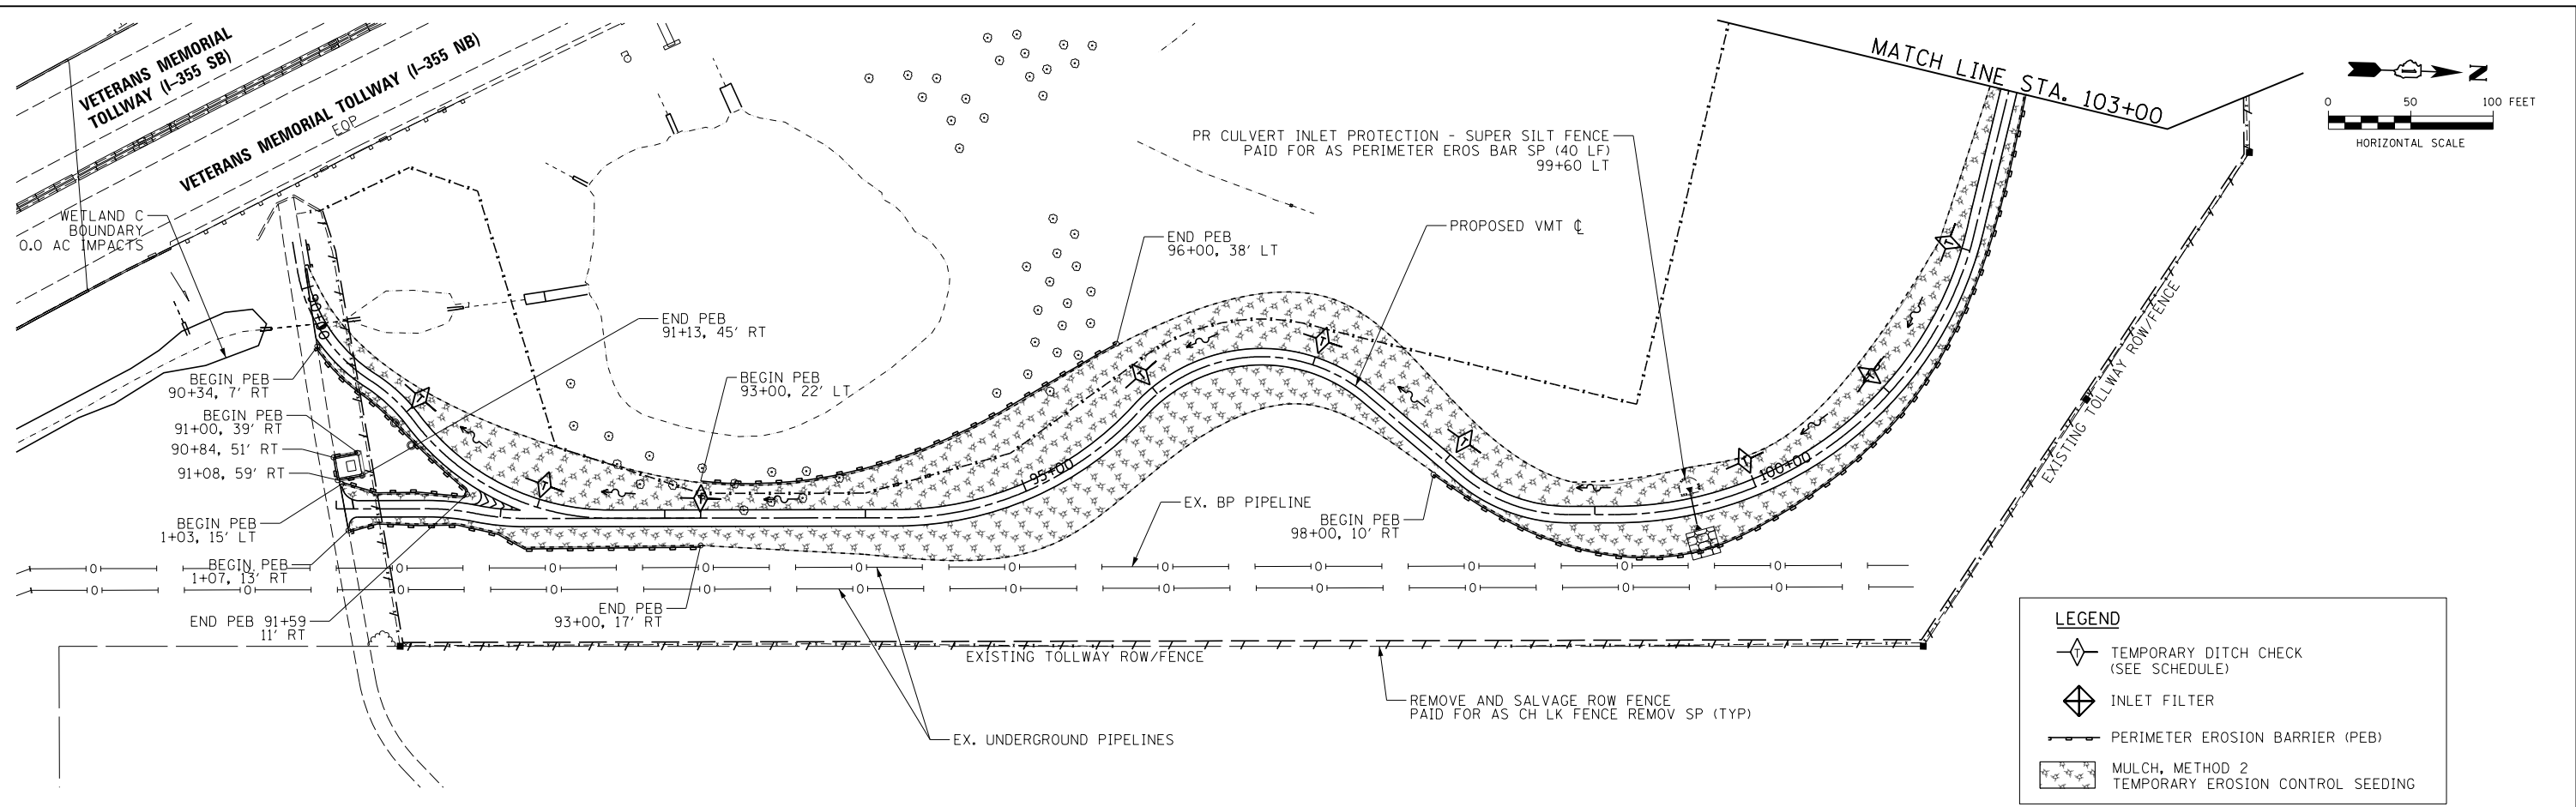 VETERANS MEMORIAL
TOLLWAY (I-355 SB)
VETERANS MEMORIAL TOLLWAY (I-355 NB)
EOP
WETLAND C
BOUNDARY
0.0 AC IMPACTS
MATCH LINE STA. 103+00
N
0 50 100 FEET
HORIZONTAL SCALE
PR CULVERT INLET PROTECTION - SUPER SILT FENCE
PAID FOR AS PERIMETER EROS BAR SP (40 LF)
99+60 LT
PROPOSED VMT ℄
END PEB
96+00, 38' LT
END PEB
91+13, 45' RT
BEGIN PEB
93+00, 22' LT
90+00
BEGIN PEB
90+34, 7' RT
BEGIN PEB
91+00, 39' RT
90+84, 51' RT
91+08, 59' RT
BEGIN PEB
1+03, 15' LT
BEGIN PEB
1+07, 13' RT
END PEB 91+59
11' RT
END PEB
93+00, 17' RT
95+00
100+00
EX. BP PIPELINE
BEGIN PEB
98+00, 10' RT
EXISTING TOLLWAY ROW/FENCE
EXISTING TOLLWAY ROW/FENCE
REMOVE AND SALVAGE ROW FENCE
PAID FOR AS CH LK FENCE REMOV SP (TYP)
EX. UNDERGROUND PIPELINES
LEGEND
T TEMPORARY DITCH CHECK
(SEE SCHEDULE)
INLET FILTER
PERIMETER EROSION BARRIER (PEB)
MULCH, METHOD 2
TEMPORARY EROSION CONTROL SEEDING